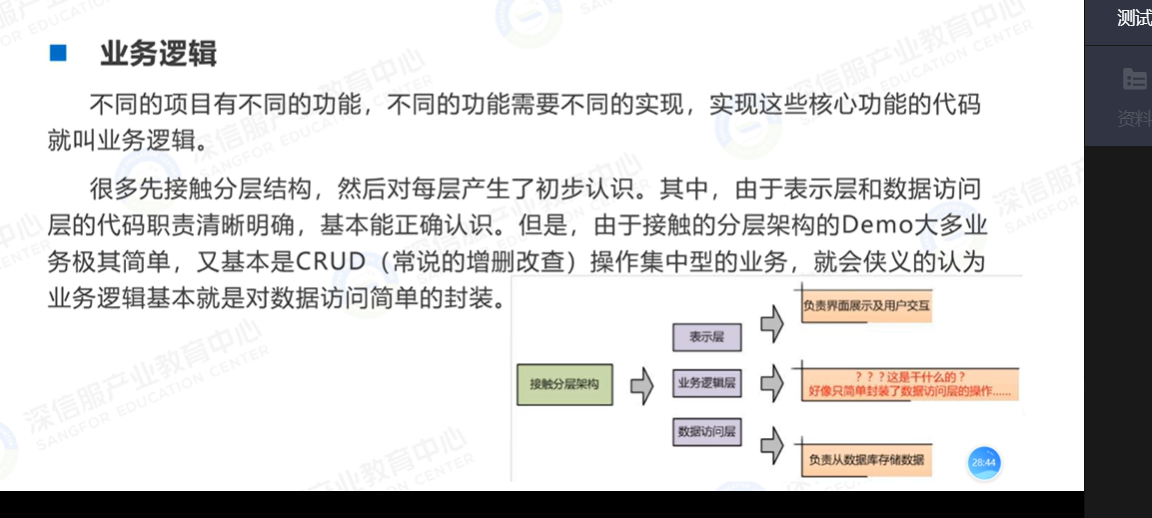 业务逻辑
不同的项目有不同的功能，不同的功能需要不同的实现，实现这些核心功能的代码
就叫业务逻辑。
很多先接触分层结构，然后对每层产生了初步认识。其中，由于表示层和数据访问
层的代码职责清晰明确，基本能正确认识。但是，由于接触的分层架构的Demo大多业
务极其简单，又基本是CRUD（常说的增删改查）操作集中型的业务，就会侠义的认为
业务逻辑基本就是对数据访问简单的封装。
接触分层架构
表示层
业务逻辑层
数据访问层
负责界面展示及用户交互
？？？这是干什么的？
好像只简单封装了数据访问层的操作......
负责从数据库存储数据
28:44
测试
资料
深信服产业教育中心
SANGFOR EDUCATION CENTER